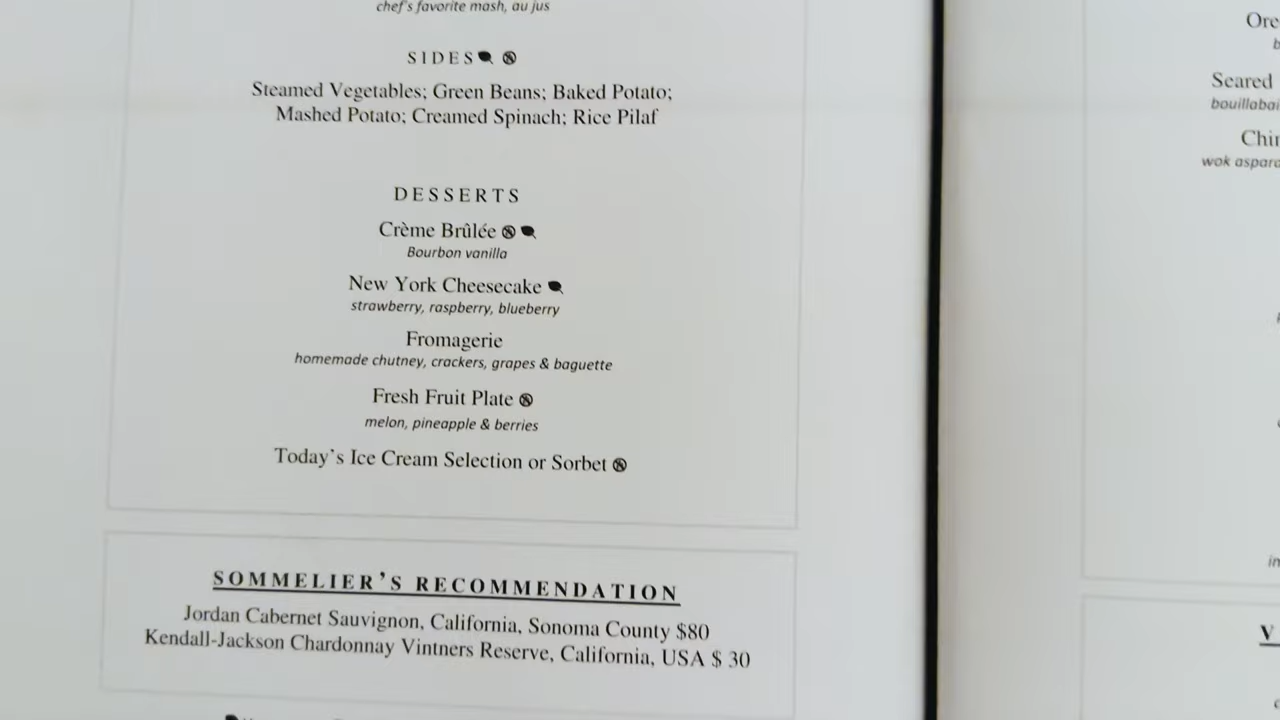 chef's favorite mash, au jus
SIDES
Steamed Vegetables; Green Beans; Baked Potato;
Mashed Potato; Creamed Spinach; Rice Pilaf
DESSERTS
Crème Brûlée
Bourbon vanilla
New York Cheesecake
strawberry, raspberry, blueberry
Fromagerie
homemade chutney, crackers, grapes & baguette
Fresh Fruit Plate
melon, pineapple & berries
Today's Ice Cream Selection or Sorbet
SOMMELIER'S RECOMMENDATION
Jordan Cabernet Sauvignon, California, Sonoma County $80
Kendall-Jackson Chardonnay Vintners Reserve, California, USA $ 30
Seared
wok